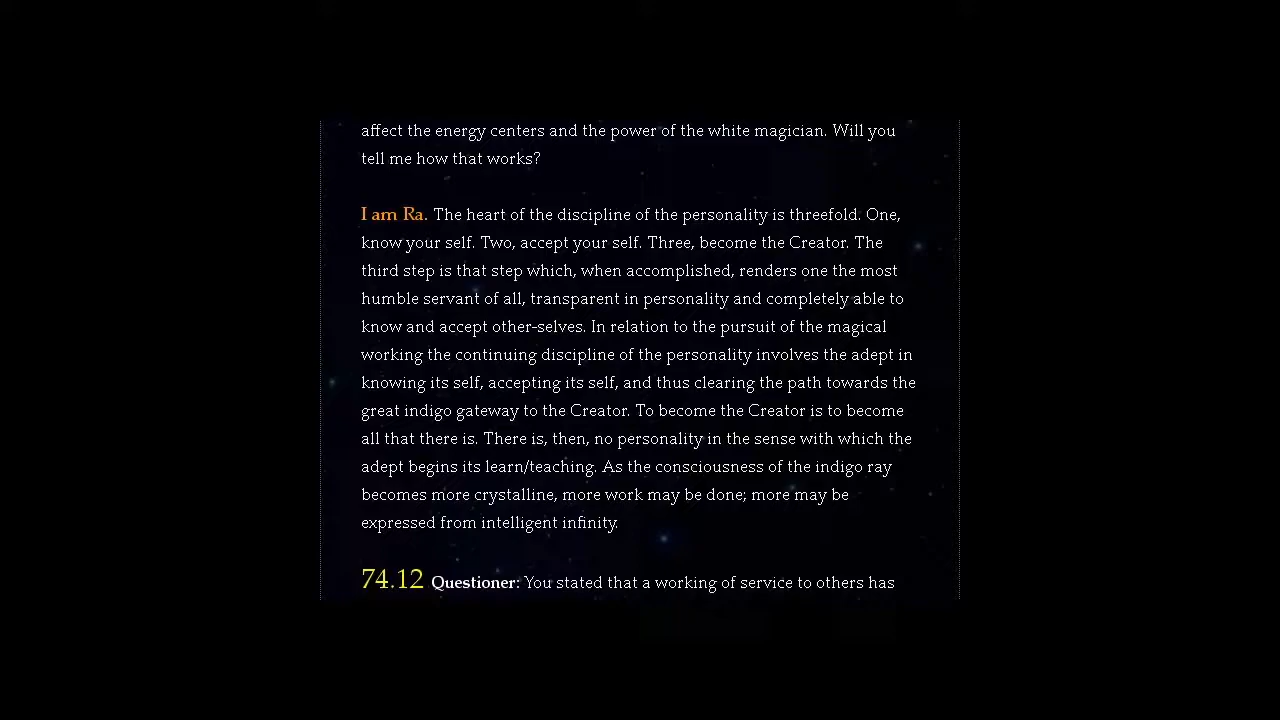 affect the energy centers and the power of the white magician. Will you
tell me how that works?
I am Ra. The heart of the discipline of the personality is threefold. One,
know your self. Two, accept your self. Three, become the Creator. The
third step is that step which, when accomplished, renders one the most
humble servant of all, transparent in personality and completely able to
know and accept other-selves. In relation to the pursuit of the magical
working the continuing discipline of the personality involves the adept in
knowing its self, accepting its self, and thus clearing the path towards the
great indigo gateway to the Creator. To become the Creator is to become
all that there is. There is, then, no personality in the sense with which the
adept begins its learn/teaching. As the consciousness of the indigo ray
becomes more crystalline, more work may be done; more may be
expressed from intelligent infinity.
74.12 Questioner: You stated that a working of service to others has